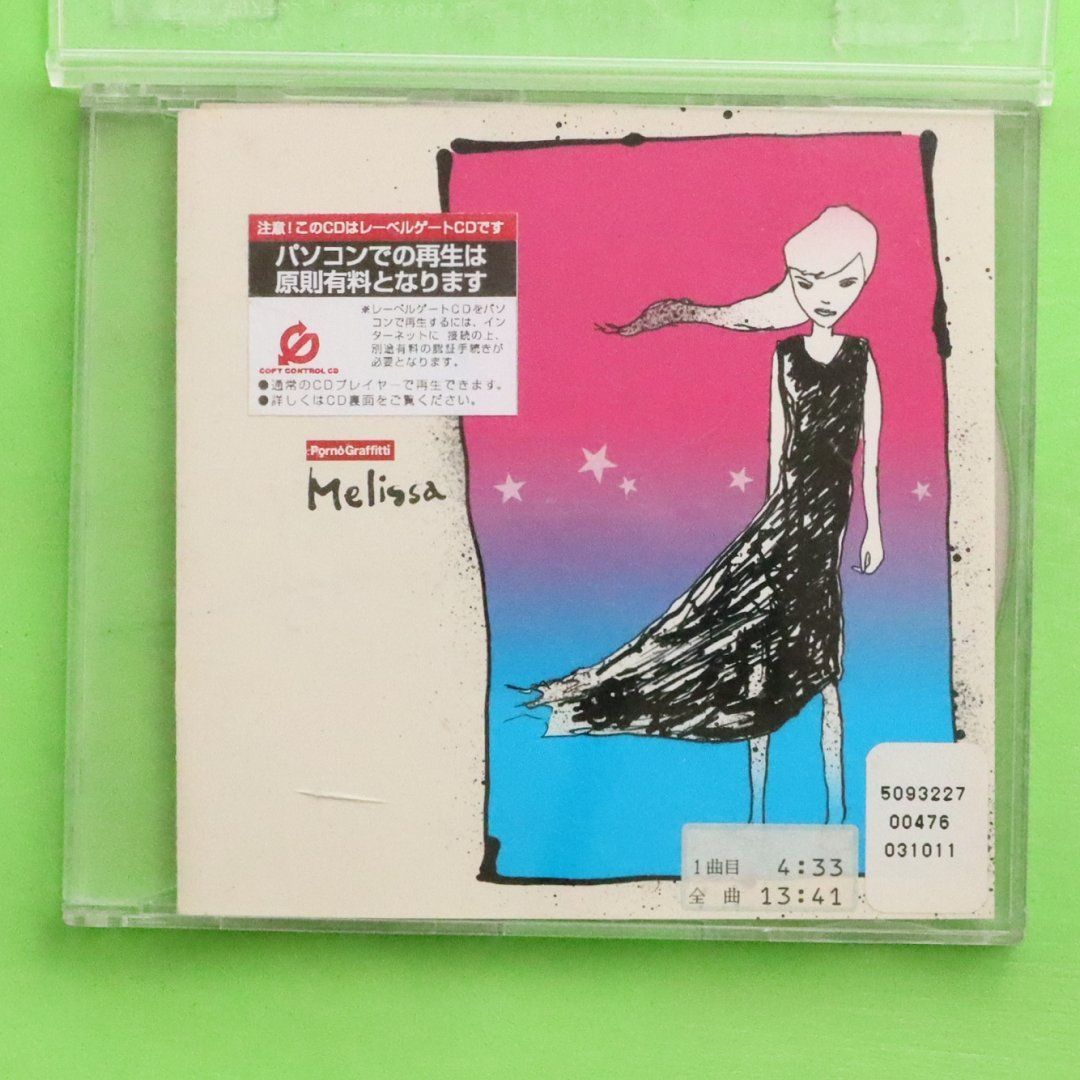 注意!このCDはレーベルゲートCDです
パソコンでの再生は
原則有料となります
※レーベルゲートCDをパソ
コンで再生するには、イン
ターネットに 接続の上、
別途有料の認証手続きが
必要となります。
COPY CONTROL CD
●通常のCDプレイヤーで再生できます。
●詳しくはCD裏面をご覧ください。
PornoGraffitti
Melissa
5093227
00476
031011
1曲目 4:33
全 曲 13:41